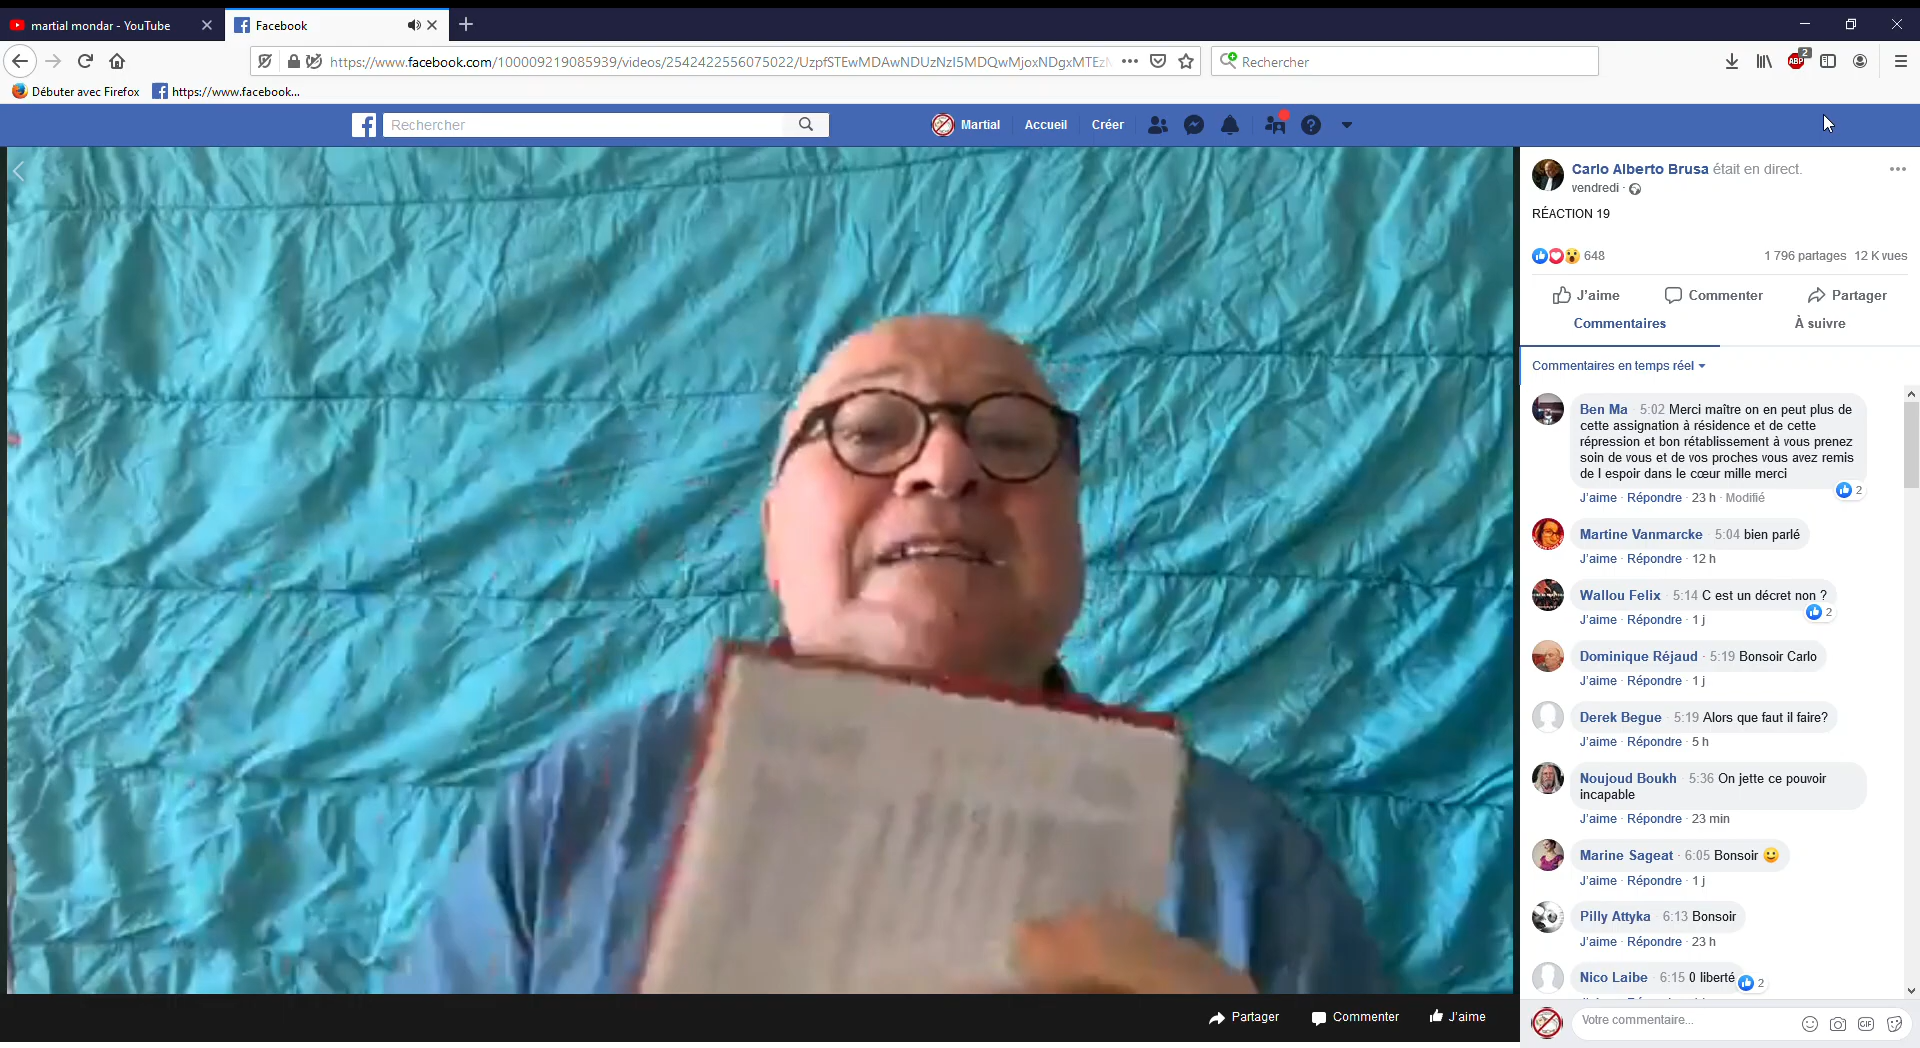 martial mondar - YouTube
Facebook
https://www.facebook.com/100009219085939/videos/2542422556075022/UzpfSTEwMDAwNDUzNzI5MDQwMjoxNDgxMTEz
Rechercher
ABP
2
Débuter avec Firefox
https://www.facebook...
Rechercher
Martial
Accueil
Créer
Carlo Alberto Brusa était en direct.
vendredi ·
RÉACTION 19
648
1 796 partages 12 K vues
J'aime
Commenter
Partager
Commentaires
À suivre
Commentaires en temps réel
Ben Ma · 5:02 Merci maître on en peut plus de
cette assignation à résidence et de cette
répression et bon rétablissement à vous prenez
soin de vous et de vos proches vous avez remis
de l espoir dans le cœur mille merci
2
J'aime · Répondre · 23 h · Modifié
Martine Vanmarcke · 5:04 bien parlé
J'aime · Répondre · 12 h
Wallou Felix · 5:14 C est un décret non ?
2
J'aime · Répondre · 1 j
Dominique Réjaud · 5:19 Bonsoir Carlo
J'aime · Répondre · 1 j
Derek Begue · 5:19 Alors que faut il faire?
J'aime · Répondre · 5 h
Noujoud Boukh · 5:36 On jette ce pouvoir
incapable
J'aime · Répondre · 23 min
Marine Sageat · 6:05 Bonsoir 🙂
J'aime · Répondre · 1 j
Pilly Attyka · 6:13 Bonsoir
J'aime · Répondre · 23 h
Nico Laibe · 6:15 0 liberté
2
Partager
Commenter
J'aime
Votre commentaire...
GIF